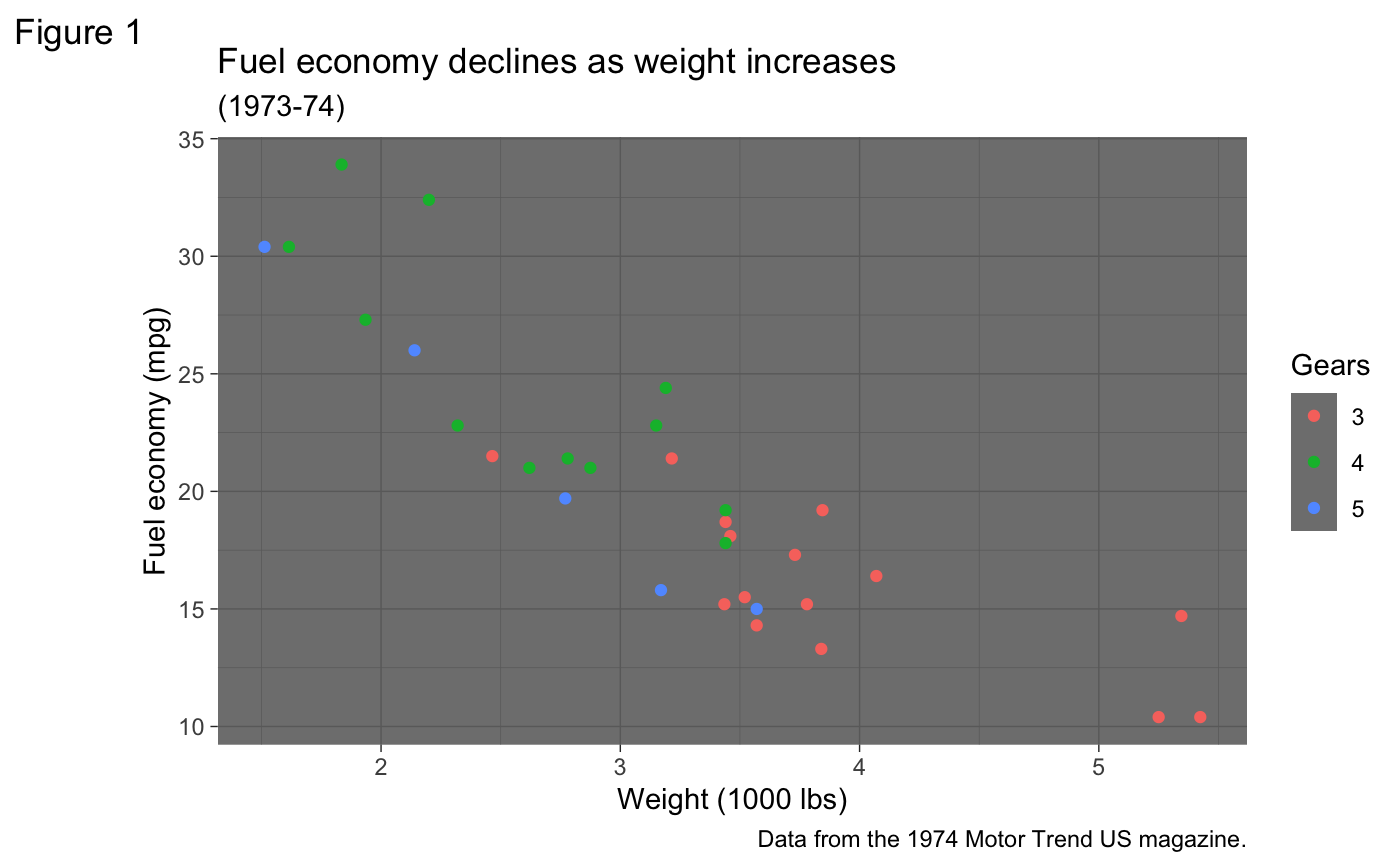 Figure 1
Fuel economy declines as weight increases
(1973-74)
35
30
25
20
15
10
Fuel economy (mpg)
2 3 4 5
Weight (1000 lbs)
Gears
3
4
5
Data from the 1974 Motor Trend US magazine.